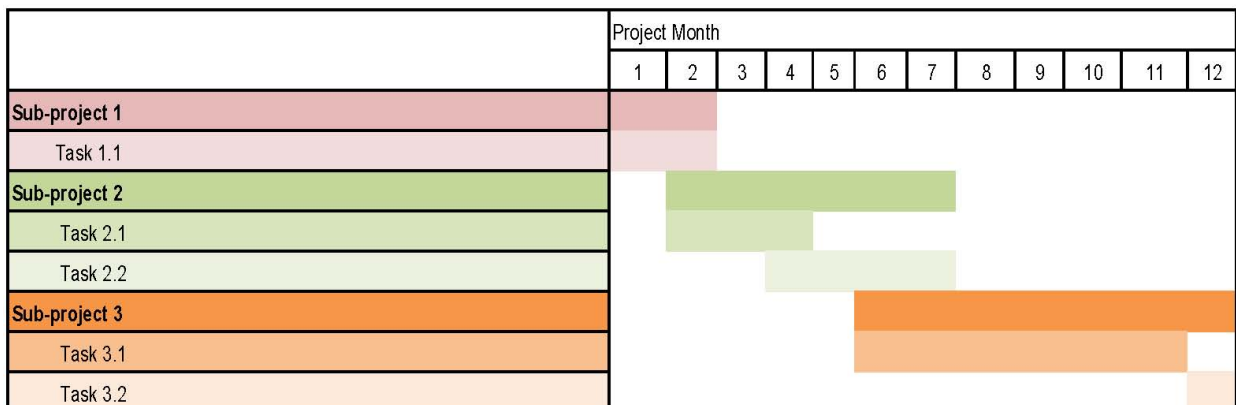 Project Month
1 2 3 4 5 6 7 8 9 10 11 12
Sub-project 1
Task 1.1
Sub-project 2
Task 2.1
Task 2.2
Sub-project 3
Task 3.1
Task 3.2